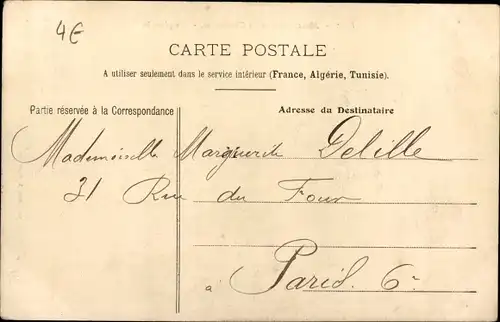 4€
CARTE POSTALE
A utiliser seulement dans le service intérieur (France, Algérie, Tunisie).
Partie réservée à la Correspondance
Adresse du Destinataire
Mademoiselle Marguerite Delille
31 Rue du Four
à Paris. 6e